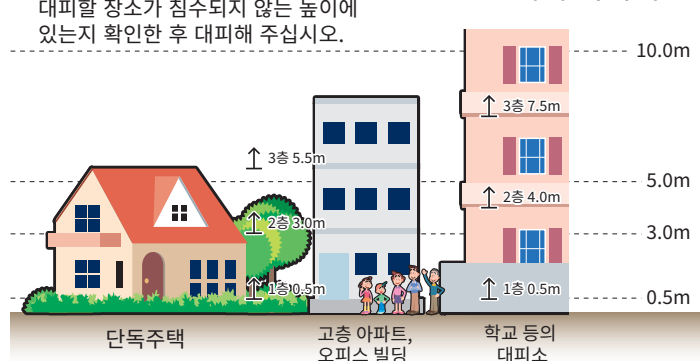 대피할 장소가 침수되지 않는 높이에
있는지 확인한 후 대피해 주십시오.
10.0m
3층 7.5m
3층 5.5m
5.0m
2층 4.0m
2층 3.0m
3.0m
1층0.5m
1층 0.5m
0.5m
단독주택
고층 아파트,
오피스 빌딩
학교 등의
대피소